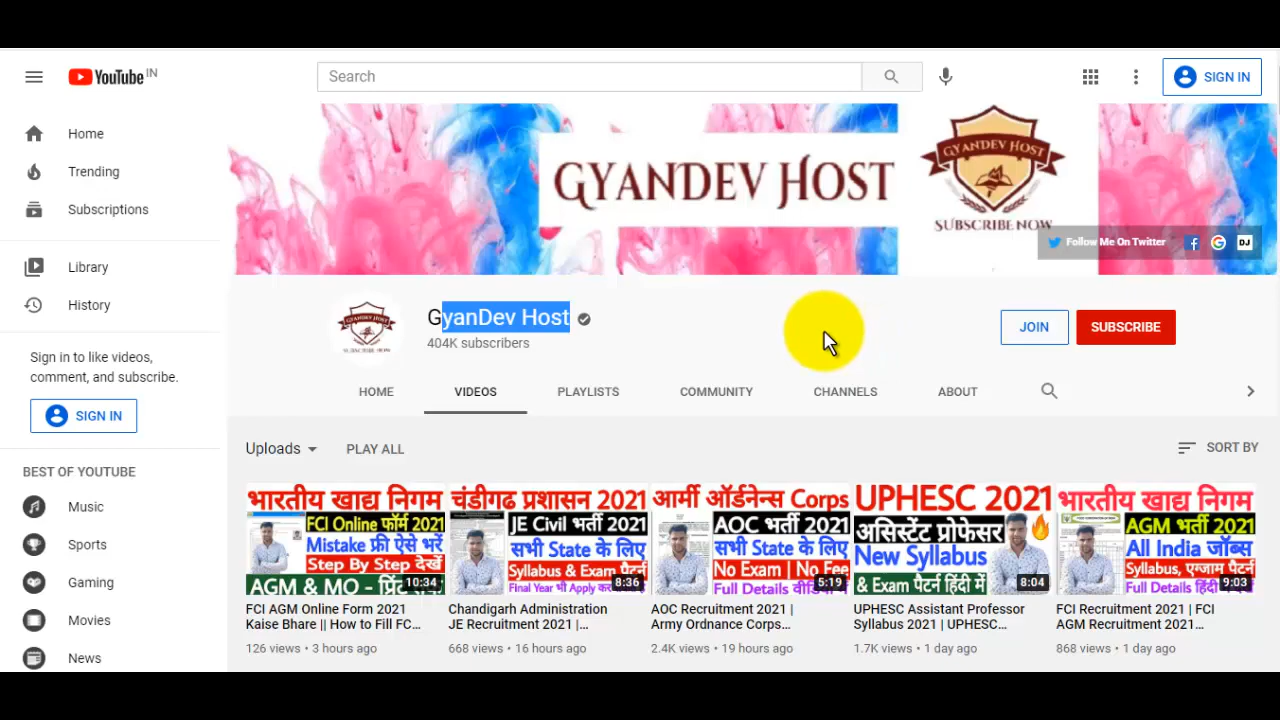 YouTube IN
Search
SIGN IN
Home
Trending
Subscriptions
Library
History
Sign in to like videos,
comment, and subscribe.
SIGN IN
BEST OF YOUTUBE
Music
Sports
Gaming
Movies
News
GYANDEV HOST
GYANDEV HOST
SUBSCRIBE NOW
Follow Me On Twitter
DJ
GyanDev Host
404K subscribers
JOIN
SUBSCRIBE
HOME VIDEOS PLAYLISTS COMMUNITY CHANNELS ABOUT
Uploads PLAY ALL SORT BY
भारतीय खाद्य निगम
FCI Online फॉर्म 2021
Mistake फ्री ऐसे भरें
Step By Step देखें
AGM & MO -
10:34
FCI AGM Online Form 2021
Kaise Bhare || How to Fill FC...
126 views • 3 hours ago
चंडीगढ प्रशासन 2021
JE Civil भर्ती 2021
सभी State के लिए
Syllabus & Exam पैटर्न
Final Year भी Apply
8:36
Chandigarh Administration
JE Recruitment 2021 |...
668 views • 16 hours ago
आर्मी ऑर्डनेन्स Corps
AOC भर्ती 2021
सभी State के लिए
No Exam | No Fee
Full Details
5:19
AOC Recruitment 2021 |
Army Ordnance Corps...
2.4K views • 19 hours ago
UPHESC 2021
असिस्टेंट प्रोफेसर
New Syllabus
& Exam पैटर्न हिंदी में
8:04
UPHESC Assistant Professor
Syllabus 2021 | UPHESC...
1.7K views • 1 day ago
भारतीय खाद्य निगम
AGM भर्ती 2021
All India जॉब्स
Syllabus, एग्जाम पैटर्न
Full Details हिंदी में
9:03
FCI Recruitment 2021 | FCI
AGM Recruitment 2021...
868 views • 1 day ago